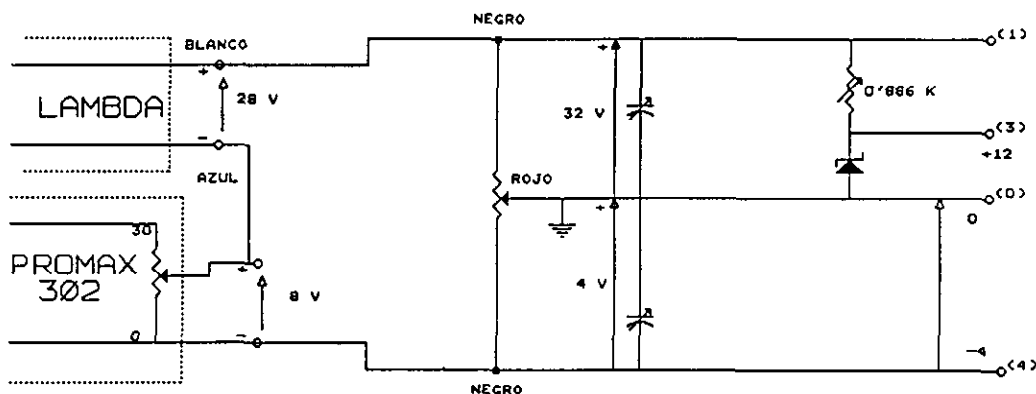 NEGRO
(1)
BLANCO
+
+
LAMBDA
28 V
32 V
0'886 K
(3)
-
+12
AZUL
ROJO
(0)
+
0
30
PROMAX
302
+
8 V
4 V
0
-
-4
(4)
NEGRO